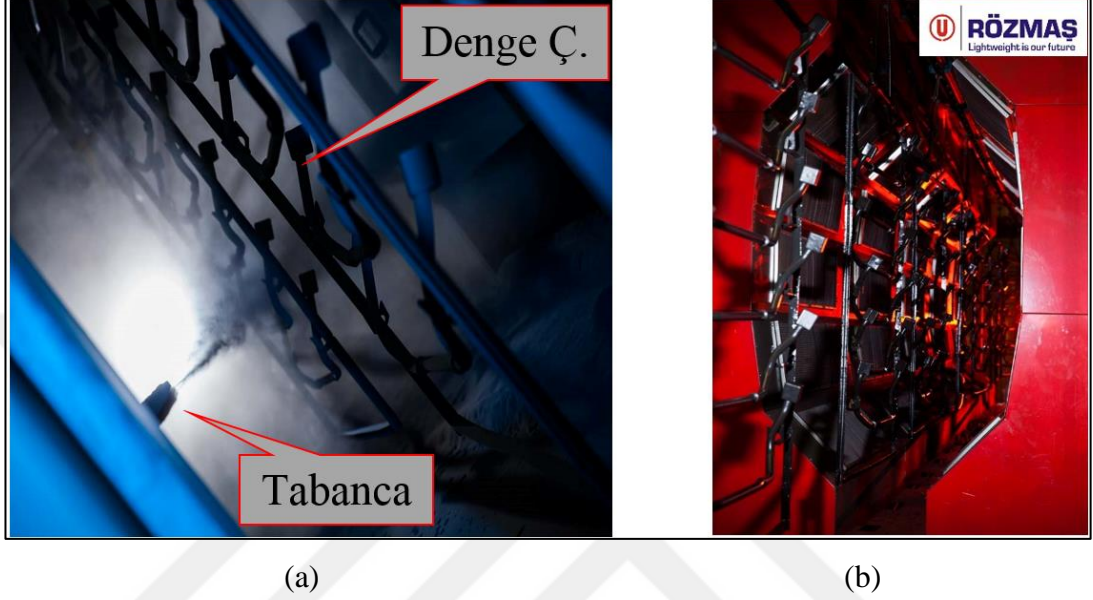 Denge Ç.
Tabanca
RÖZMAŞ
Lightweight is our future
(a)
(b)